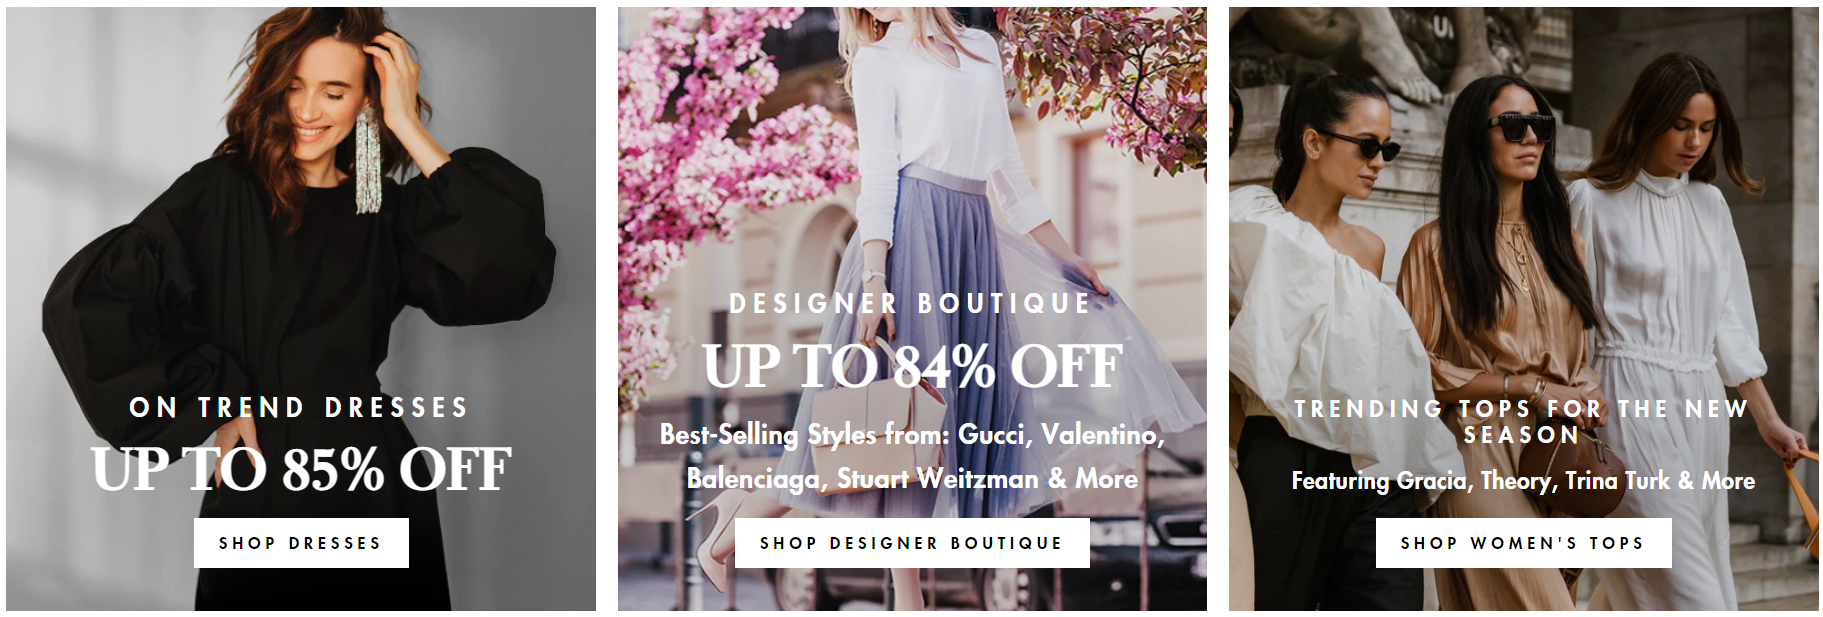 ON TREND DRESSES
UP TO 85% OFF
SHOP DRESSES
DESIGNER BOUTIQUE
UP TO 84% OFF
Best-Selling Styles from: Gucci, Valentino,
Balenciaga, Stuart Weitzman & More
SHOP DESIGNER BOUTIQUE
TRENDING TOPS FOR THE NEW
SEASON
Featuring Gracia, Theory, Trina Turk & More
SHOP WOMEN'S TOPS